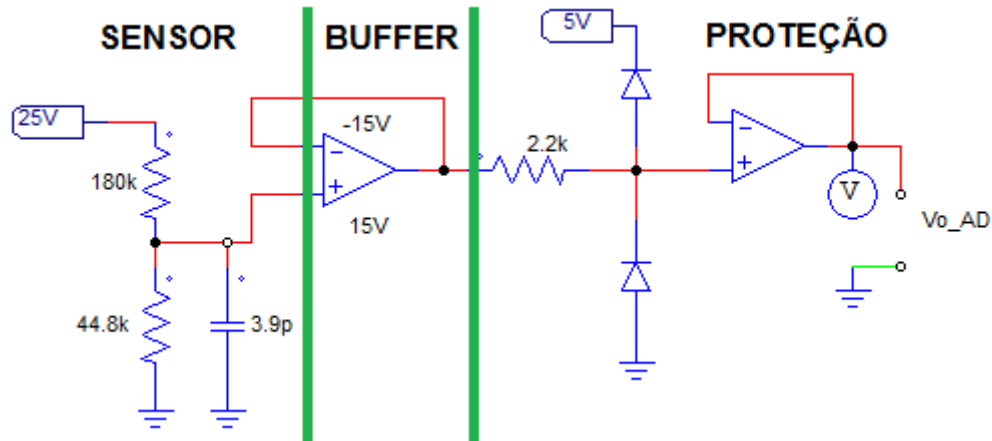 SENSOR
BUFFER
PROTEÇÃO
5V
25V
-15V
2.2k
180k
V
15V
Vo_AD
44.8k
3.9p